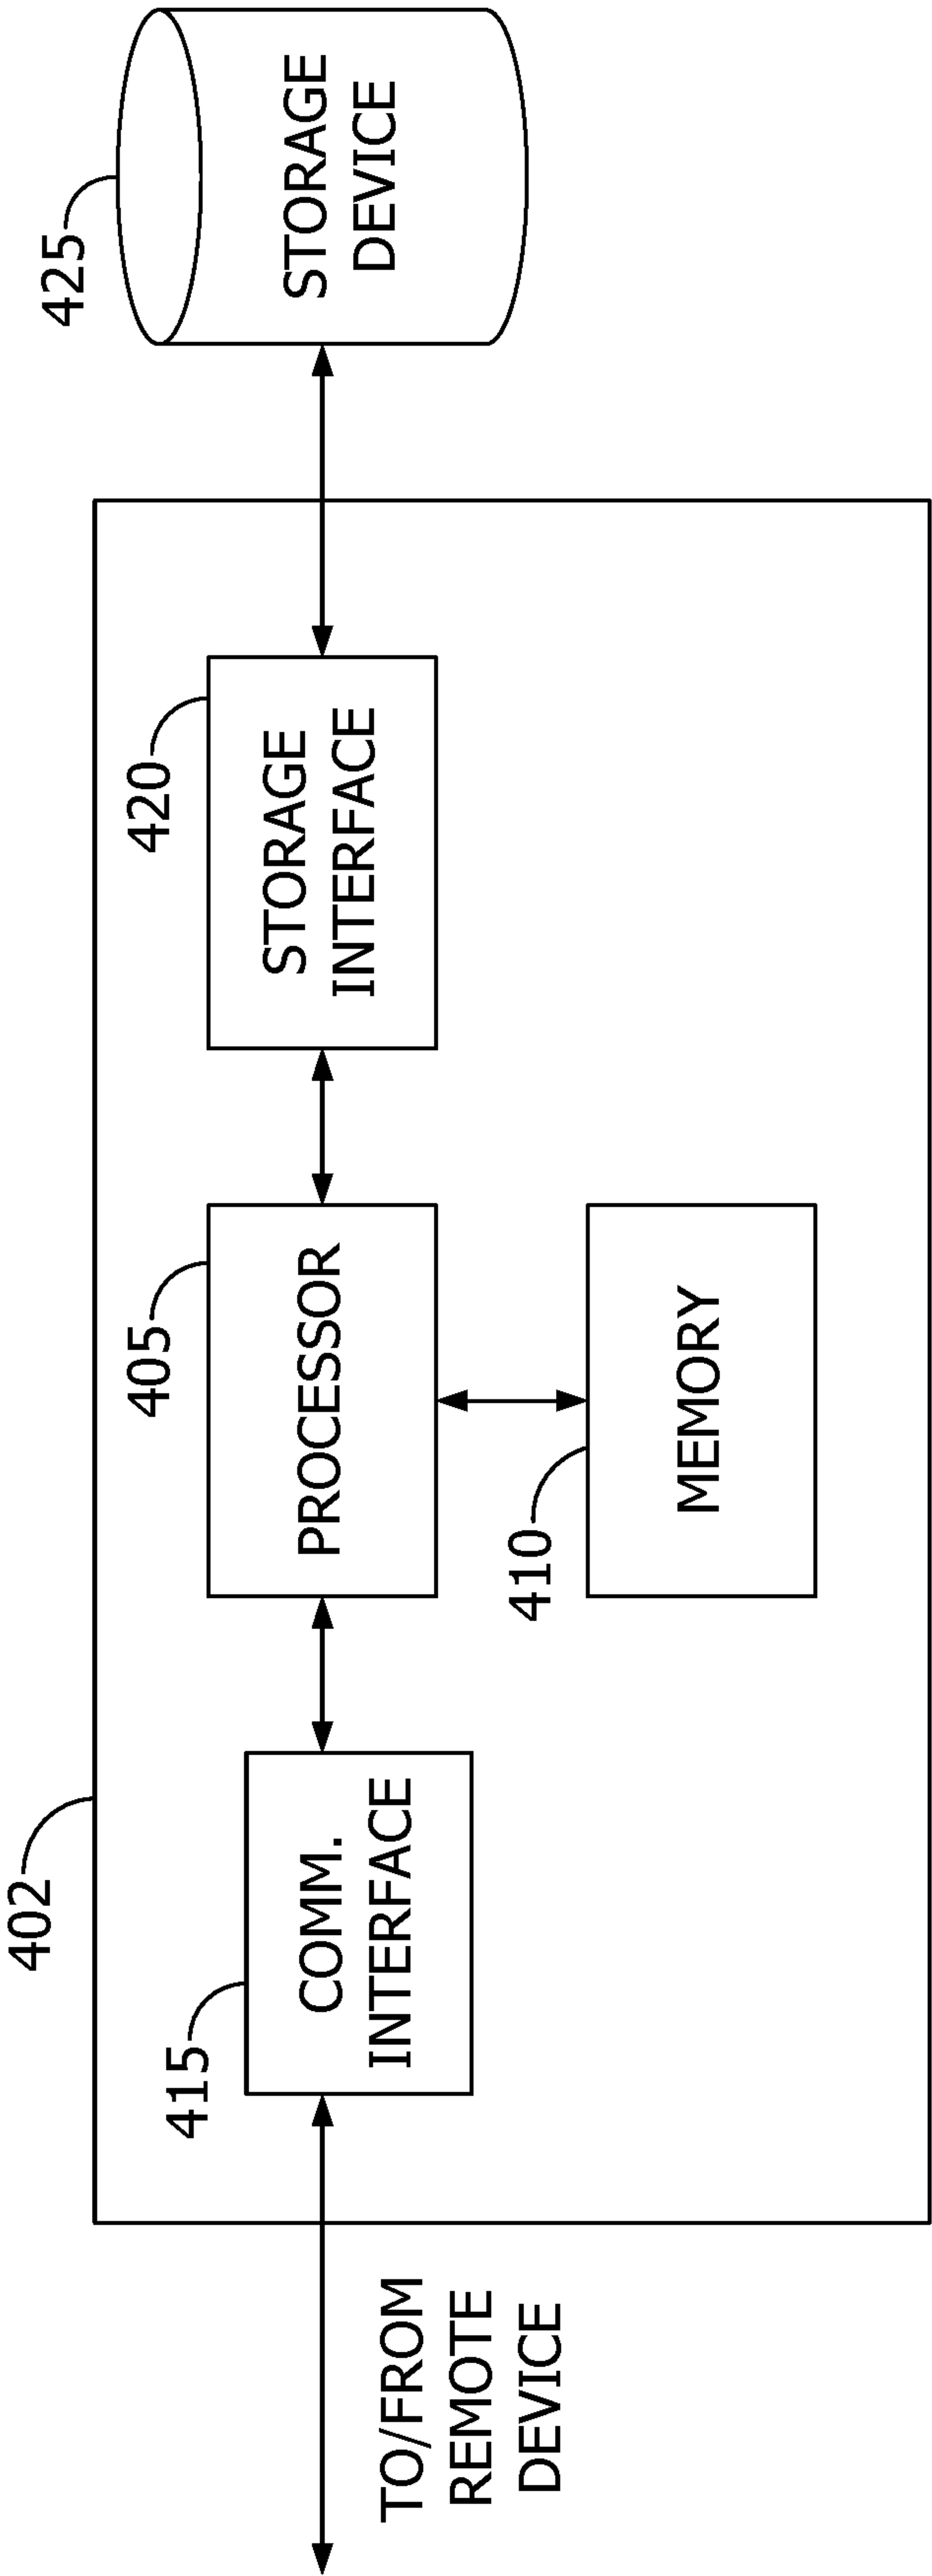 402
415
405
420
425
TO/FROM
REMOTE
DEVICE
COMM.
INTERFACE
PROCESSOR
STORAGE
INTERFACE
STORAGE
DEVICE
410
MEMORY